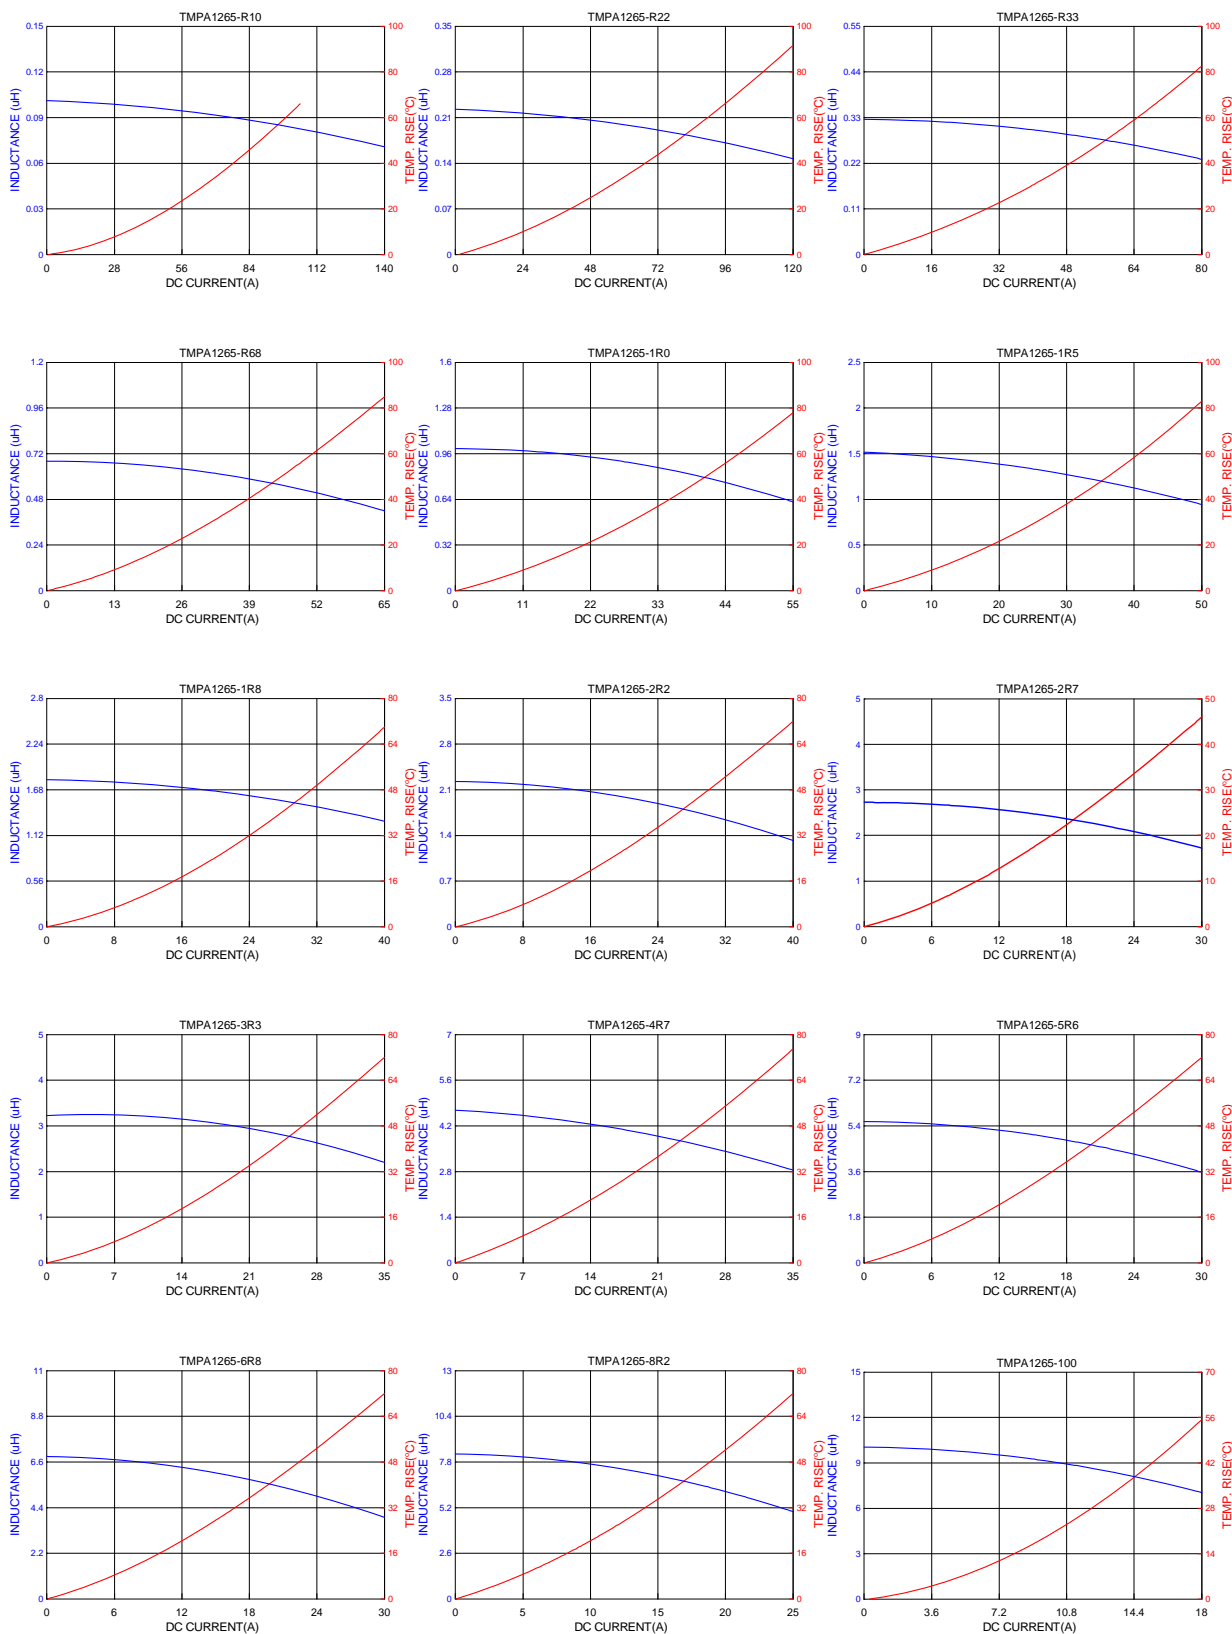 TMPA1265-R10
INDUCTANCE (uH)
0.15
0.12
0.09
0.06
0.03
0
0 28 56 84 112 140
DC CURRENT(A)
100
80
60
40
20
0
TEMP. RISE(°C)
TMPA1265-R22
INDUCTANCE (uH)
0.35
0.28
0.21
0.14
0.07
0
0 24 48 72 96 120
DC CURRENT(A)
100
80
60
40
20
0
TEMP. RISE(°C)
TMPA1265-R33
INDUCTANCE (uH)
0.55
0.44
0.33
0.22
0.11
0
0 16 32 48 64 80
DC CURRENT(A)
100
80
60
40
20
0
TEMP. RISE(°C)
TMPA1265-R68
INDUCTANCE (uH)
1.2
0.96
0.72
0.48
0.24
0
0 13 26 39 52 65
DC CURRENT(A)
100
80
60
40
20
0
TEMP. RISE(°C)
TMPA1265-1R0
INDUCTANCE (uH)
1.6
1.28
0.96
0.64
0.32
0
0 11 22 33 44 55
DC CURRENT(A)
100
80
60
40
20
0
TEMP. RISE(°C)
TMPA1265-1R5
INDUCTANCE (uH)
2.5
2
1.5
1
0.5
0
0 10 20 30 40 50
DC CURRENT(A)
100
80
60
40
20
0
TEMP. RISE(°C)
TMPA1265-1R8
INDUCTANCE (uH)
2.8
2.24
1.68
1.12
0.56
0
0 8 16 24 32 40
DC CURRENT(A)
80
64
48
32
16
0
TEMP. RISE(°C)
TMPA1265-2R2
INDUCTANCE (uH)
3.5
2.8
2.1
1.4
0.7
0
0 8 16 24 32 40
DC CURRENT(A)
80
64
48
32
16
0
TEMP. RISE(°C)
TMPA1265-2R7
INDUCTANCE (uH)
5
4
3
2
1
0
0 6 12 18 24 30
DC CURRENT(A)
50
40
30
20
10
0
TEMP. RISE(°C)
TMPA1265-3R3
INDUCTANCE (uH)
5
4
3
2
1
0
0 7 14 21 28 35
DC CURRENT(A)
80
64
48
32
16
0
TEMP. RISE(°C)
TMPA1265-4R7
INDUCTANCE (uH)
7
5.6
4.2
2.8
1.4
0
0 7 14 21 28 35
DC CURRENT(A)
80
64
48
32
16
0
TEMP. RISE(°C)
TMPA1265-5R6
INDUCTANCE (uH)
9
7.2
5.4
3.6
1.8
0
0 6 12 18 24 30
DC CURRENT(A)
80
64
48
32
16
0
TEMP. RISE(°C)
TMPA1265-6R8
INDUCTANCE (uH)
11
8.8
6.6
4.4
2.2
0
0 6 12 18 24 30
DC CURRENT(A)
80
64
48
32
16
0
TEMP. RISE(°C)
TMPA1265-8R2
INDUCTANCE (uH)
13
10.4
7.8
5.2
2.6
0
0 5 10 15 20 25
DC CURRENT(A)
80
64
48
32
16
0
TEMP. RISE(°C)
TMPA1265-100
INDUCTANCE (uH)
15
12
9
6
3
0
0 3.6 7.2 10.8 14.4 18
DC CURRENT(A)
70
56
42
28
14
0
TEMP. RISE(°C)